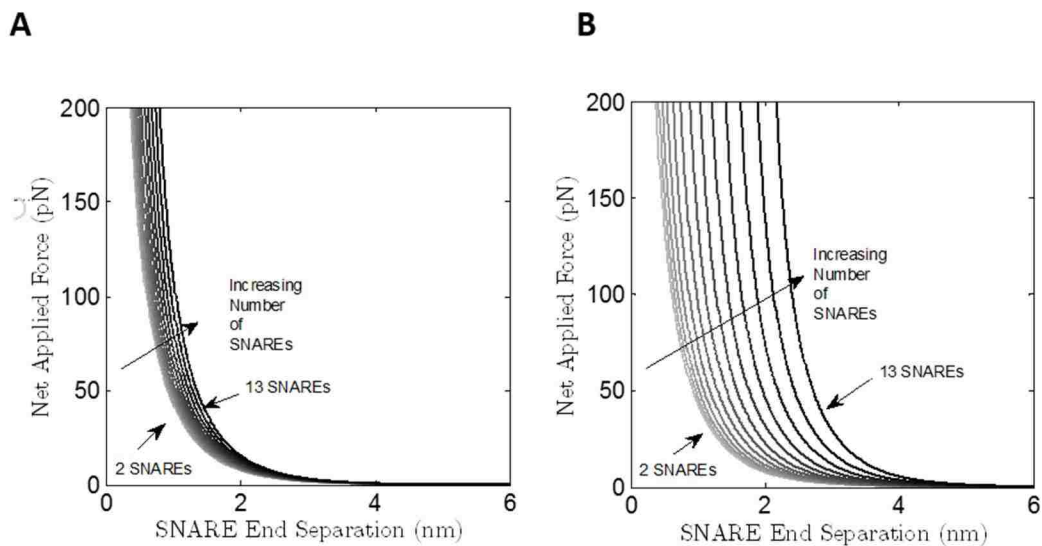 A
B
200
150
100
50
0
Net Applied Force (pN)
0
2
4
6
SNARE End Separation (nm)
Increasing
Number
of
SNAREs
13 SNAREs
2 SNAREs
200
150
100
50
0
Net Applied Force (pN)
0
2
4
6
SNARE End Separation (nm)
Increasing
Number
of
SNAREs
13 SNAREs
2 SNAREs